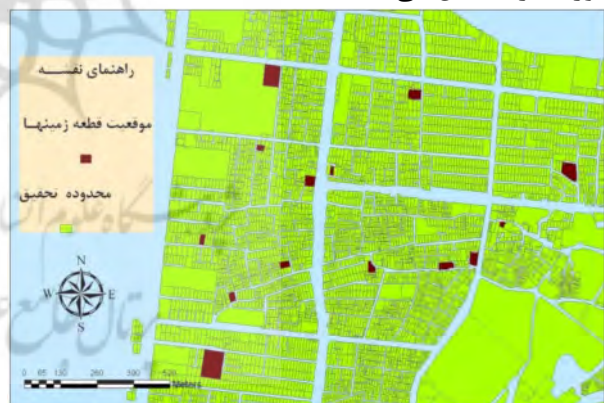 راهنمای نقشه
موقعیت قطعه زمینها
محدوده تحقیق
N
W E
S
0 65 130 260 390 520
Meters